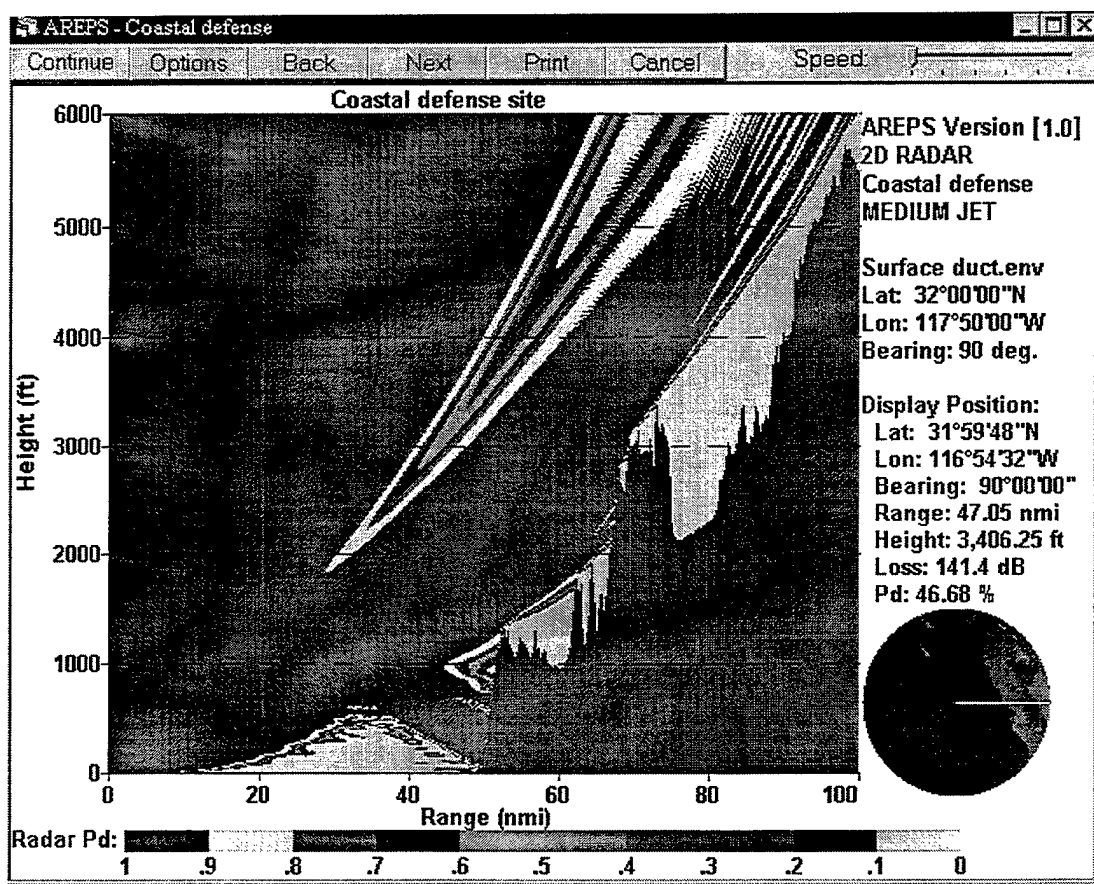 AREPS - Coastal defense
Continue Options Back Next Print Cancel Speed:
Coastal defense site
6000
5000
4000
3000
2000
1000
0
Height (ft)
0 20 40 60 80 100
Range (nmi)
AREPS Version [1.0]
2D RADAR
Coastal defense
MEDIUM JET
Surface duct.env
Lat: 32°00'00"N
Lon: 117°50'00"W
Bearing: 90 deg.
Display Position:
Lat: 31°59'48"N
Lon: 116°54'32"W
Bearing: 90°00'00"
Range: 47.05 nmi
Height: 3,406.25 ft
Loss: 141.4 dB
Pd: 46.68 %
Radar Pd:
1 .9 .8 .7 .6 .5 .4 .3 .2 .1 0